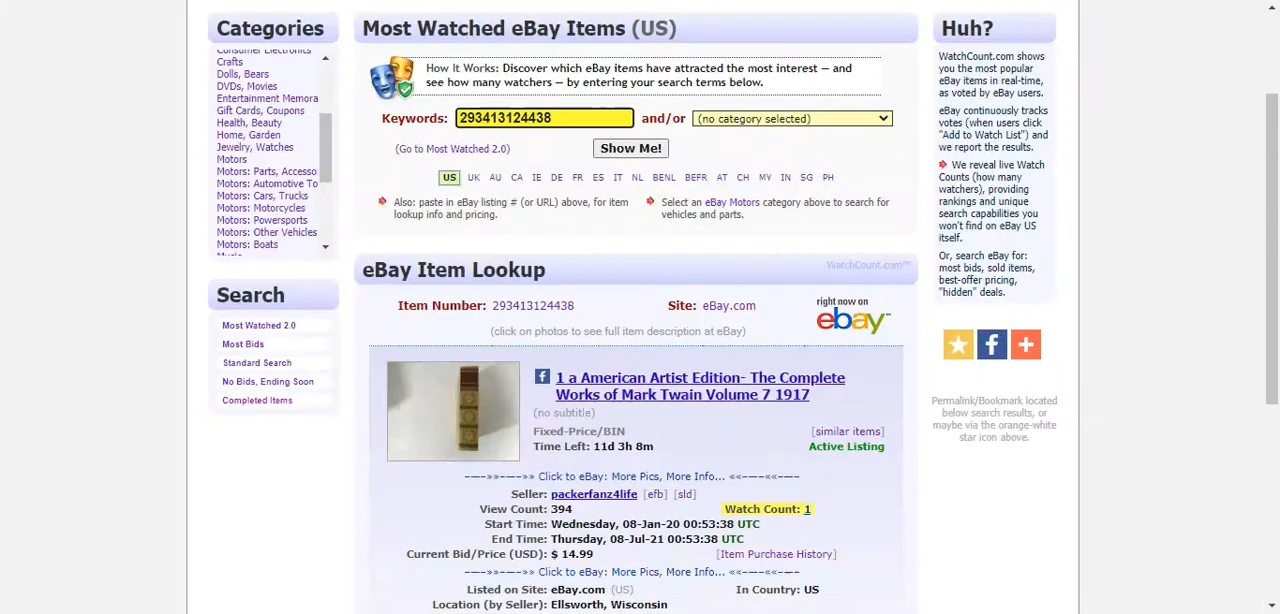 Categories
Consumer Electronics
Crafts
Dolls, Bears
DVDs, Movies
Entertainment Memora
Gift Cards, Coupons
Health, Beauty
Home, Garden
Jewelry, Watches
Motors
Motors: Parts, Accesso
Motors: Automotive To
Motors: Cars, Trucks
Motors: Motorcycles
Motors: Powersports
Motors: Other Vehicles
Motors: Boats
Search
Most Watched 2.0
Most Bids
Standard Search
No Bids, Ending Soon
Completed Items
Most Watched eBay Items (US)
How It Works: Discover which eBay items have attracted the most interest — and
see how many watchers — by entering your search terms below.
Keywords: 293413124438 and/or (no category selected)
(Go to Most Watched 2.0) Show Me!
US UK AU CA IE DE FR ES IT NL BENL BEFR AT CH MY IN SG PH
Also: paste in eBay listing # (or URL) above, for item
lookup info and pricing.
Select an eBay Motors category above to search for
vehicles and parts.
eBay Item Lookup WatchCount.com™
Item Number: 293413124438 Site: eBay.com
right now on
ebay™
(click on photos to see full item description at eBay)
1 a American Artist Edition- The Complete
Works of Mark Twain Volume 7 1917
(no subtitle)
Fixed-Price/BIN [similar items]
Time Left: 11d 3h 8m Active Listing
—--—»»—--—»» Click to eBay: More Pics, More Info... ««—--—««—--—
Seller: packerfanz4life [efb] [sld]
View Count: 394 Watch Count: 1
Start Time: Wednesday, 08-Jan-20 00:53:38 UTC
End Time: Thursday, 08-Jul-21 00:53:38 UTC
Current Bid/Price (USD): $ 14.99 [Item Purchase History]
—--—»»—--—»» Click to eBay: More Pics, More Info... ««—--—««—--—
Listed on Site: eBay.com (US) In Country: US
Location (by Seller): Ellsworth, Wisconsin
Huh?
WatchCount.com shows
you the most popular
eBay items in real-time,
as voted by eBay users.
eBay continuously tracks
votes (when users click
"Add to Watch List") and
we report the results.
We reveal live Watch
Counts (how many
watchers), providing
rankings and unique
search capabilities you
won't find on eBay US
itself.
Or, search eBay for:
most bids, sold items,
best-offer pricing,
"hidden" deals.
Permalink/Bookmark located
below search results, or
maybe via the orange-white
star icon above.